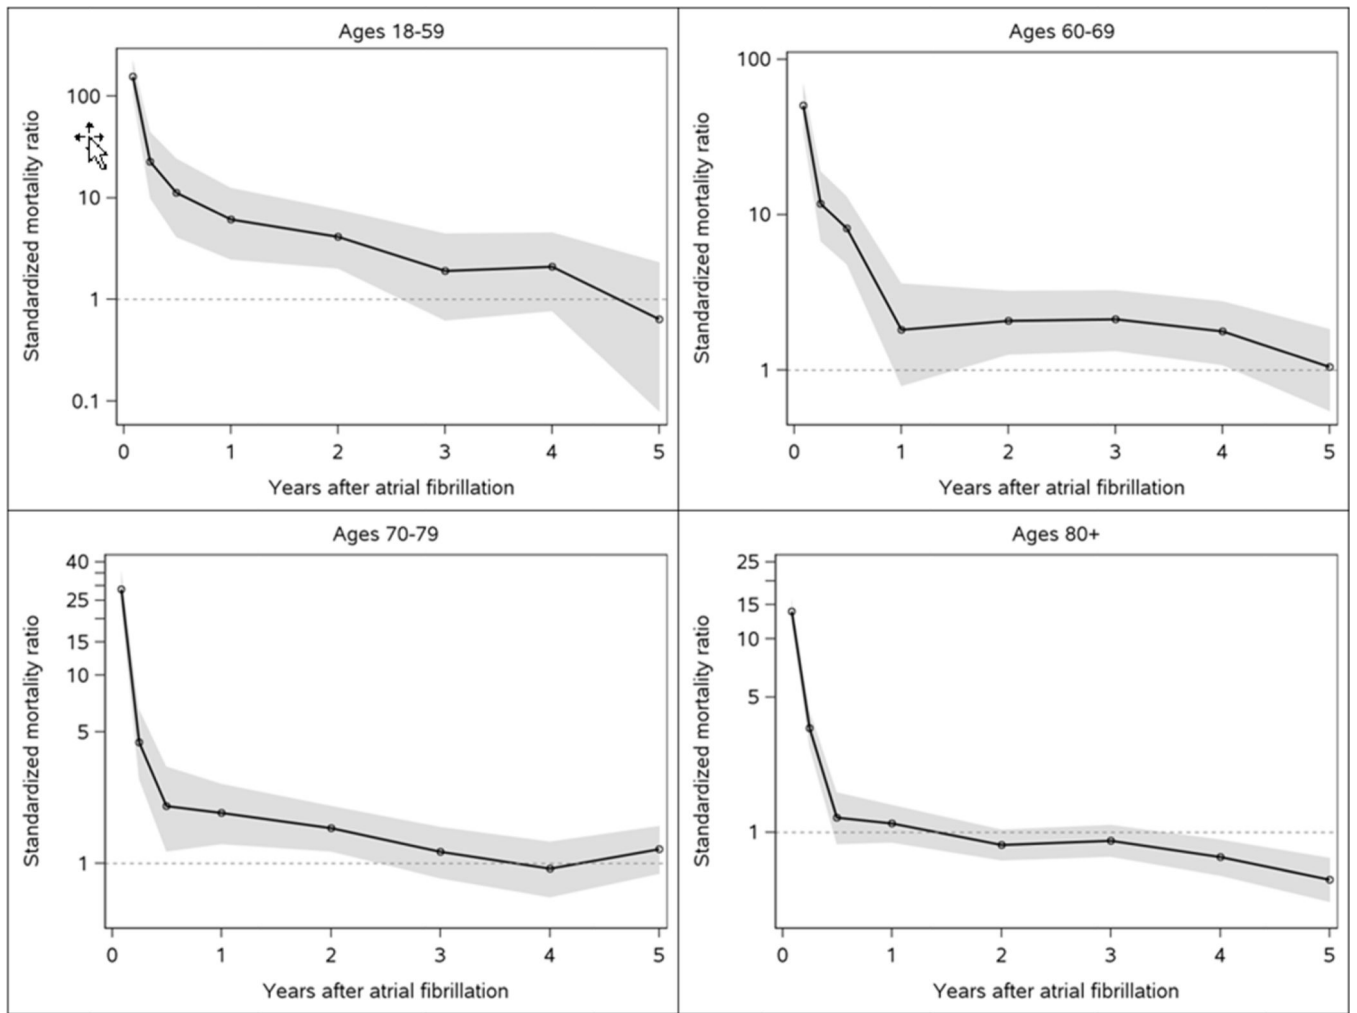 Ages 18-59
Standardized mortality ratio
100
10
1
0.1
0 1 2 3 4 5
Years after atrial fibrillation
Ages 60-69
Standardized mortality ratio
100
10
1
0 1 2 3 4 5
Years after atrial fibrillation
Ages 70-79
Standardized mortality ratio
40
25
15
10
5
1
0 1 2 3 4 5
Years after atrial fibrillation
Ages 80+
Standardized mortality ratio
25
15
10
5
1
0 1 2 3 4 5
Years after atrial fibrillation